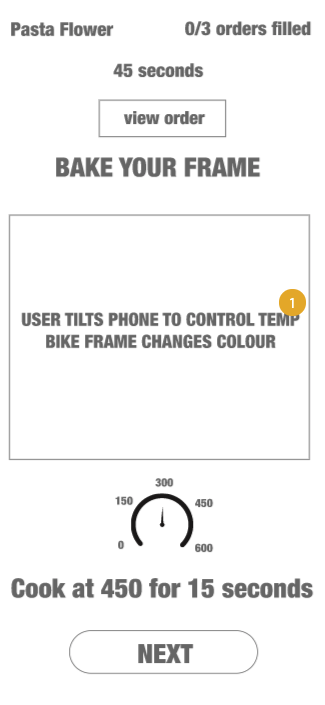 Pasta Flower
0/3 orders filled
45 seconds
view order
BAKE YOUR FRAME
1
USER TILTS PHONE TO CONTROL TEMP
BIKE FRAME CHANGES COLOUR
300
150
450
0
600
Cook at 450 for 15 seconds
NEXT